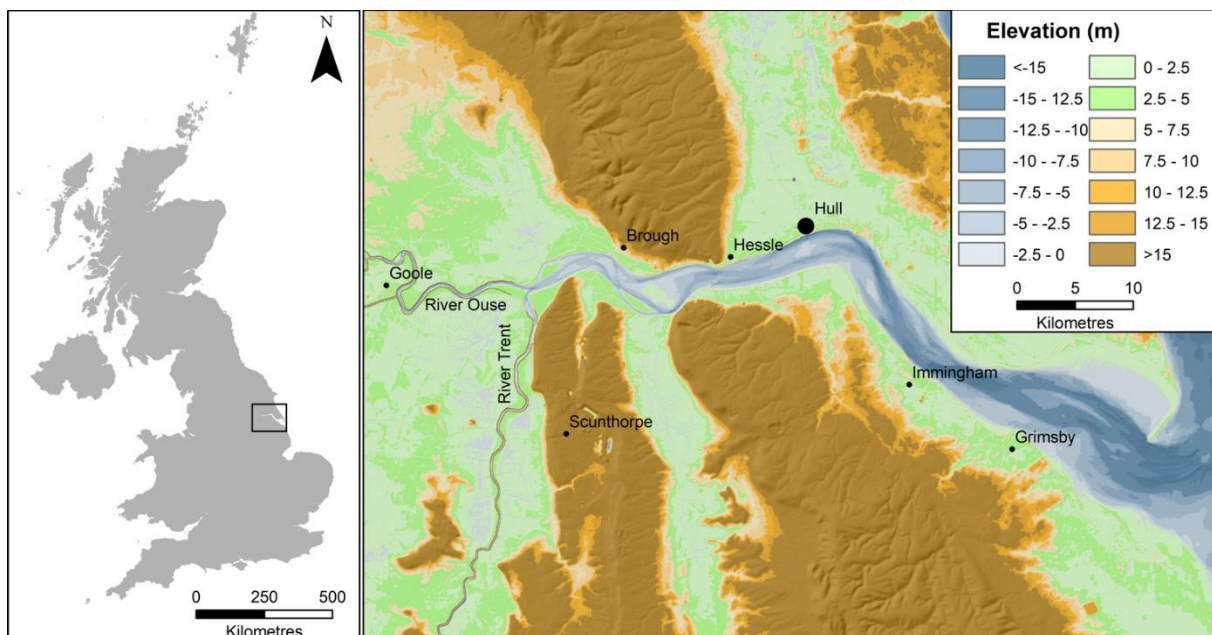 N
0 250 500
Kilometres
Goole
River Ouse
River Trent
Brough
Hessle
Hull
Scunthorpe
Immingham
Grimsby
Elevation (m)
<-15
-15 - 12.5
-12.5 --10
-10 - -7.5
-7.5 - -5
-5 - -2.5
-2.5 - 0
0 - 2.5
2.5 - 5
5 - 7.5
7.5 - 10
10 - 12.5
12.5 - 15
>15
0 5 10
Kilometres